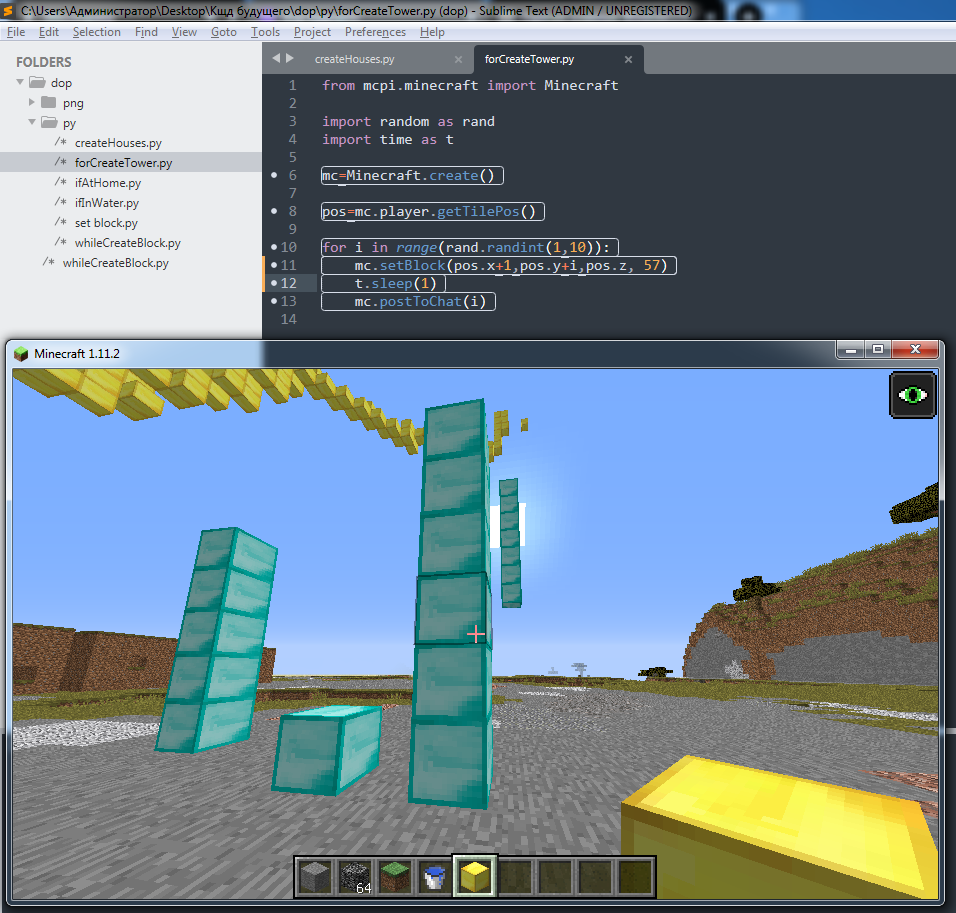 C:\Users\Администратор\Desktop\Кщд будущего\dop\py\forCreateTower.py (dop) - Sublime Text (ADMIN / UNREGISTERED)
File Edit Selection Find View Goto Tools Project Preferences Help
FOLDERS
dop
png
py
/* createHouses.py
/* forCreateTower.py
/* ifAtHome.py
/* ifInWater.py
/* set block.py
/* whileCreateBlock.py
/* whileCreateBlock.py
createHouses.py × forCreateTower.py ×
1 from mcpi.minecraft import Minecraft
2
3 import random as rand
4 import time as t
5
6 mc=Minecraft.create()
7
8 pos=mc.player.getTilePos()
9
10 for i in range(rand.randint(1,10)):
11 mc.setBlock(pos.x+1,pos.y+i,pos.z, 57)
12 t.sleep(1)
13 mc.postToChat(i)
14
Minecraft 1.11.2
64